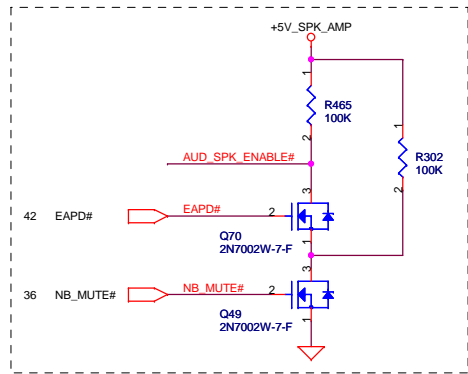 +5V_SPK_AMP
1
R465
100K
2
1
R302
100K
2
AUD_SPK_ENABLE#
3
42 EAPD# EAPD# 2
Q70
2N7002W-7-F
1
3
36 NB_MUTE# NB_MUTE# 2
Q49
2N7002W-7-F
1